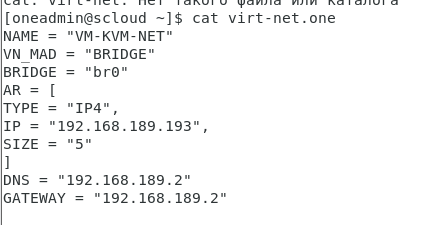 cat: virt-net: Нет такого файла или каталога
[oneadmin@scloud ~]$ cat virt-net.one
NAME = "VM-KVM-NET"
VN_MAD = "BRIDGE"
BRIDGE = "br0"
AR = [
TYPE = "IP4",
IP = "192.168.189.193",
SIZE = "5"
]
DNS = "192.168.189.2"
GATEWAY = "192.168.189.2"